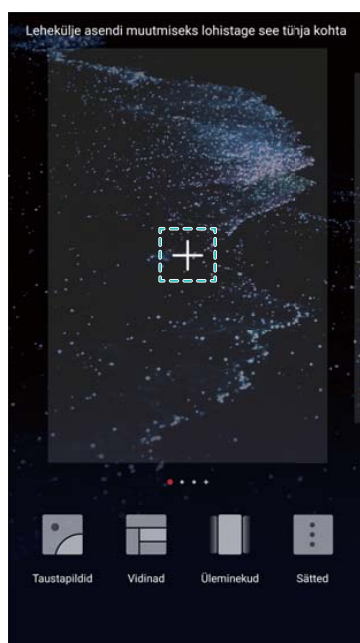 Lehekülje asendi muutmiseks lohistage see tühja kohta
Taustapildid
Vidinad
Üleminekud
Sätted